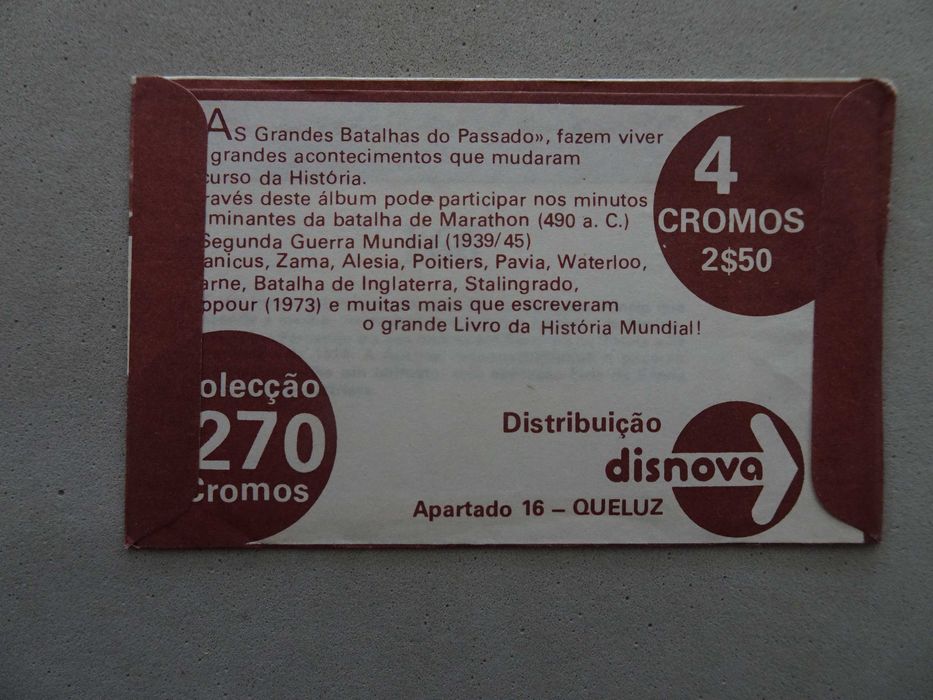 As Grandes Batalhas do Passado», fazem viver
grandes acontecimentos que mudaram
curso da História.
ravés deste álbum pode participar nos minutos
minantes da batalha de Marathon (490 a. C.)
Segunda Guerra Mundial (1939/45)
anicus, Zama, Alesia, Poitiers, Pavia, Waterloo,
arne, Batalha de Inglaterra, Stalingrado,
ppour (1973) e muitas mais que escreveram
o grande Livro da História Mundial!
4
CROMOS
2$50
olecção
270
Cromos
Distribuição
disnova
Apartado 16 – QUELUZ